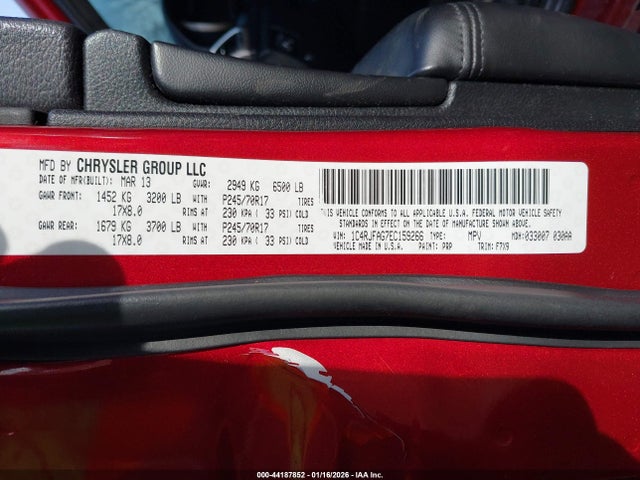 MFD BY CHRYSLER GROUP LLC
DATE OF MFR(BUILT): MAR 13 GVWR: 2949 KG 6500 LB
GAWR FRONT: 1452 KG 3200 LB WITH P245/70R17 TIRES
17X8.0 RIMS AT 230 KPA ( 33 PSI) COLD
GAWR REAR: 1679 KG 3700 LB WITH P245/70R17 TIRES
17X8.0 RIMS AT 230 KPA ( 33 PSI) COLD
THIS VEHICLE CONFORMS TO ALL APPLICABLE U.S.A. FEDERAL MOTOR VEHICLE SAFETY
STANDARDS IN EFFECT ON THE DATE OF MANUFACTURE SHOWN ABOVE.
VIN: 1C4RJFAG7EC159266 TYPE: MPV MDH: 033007 030AA
VEHICLE MADE IN U.S.A. PAINT: PRP TRIM: F7X9
000-44187852 | 01/16/2026 - IAA Inc.